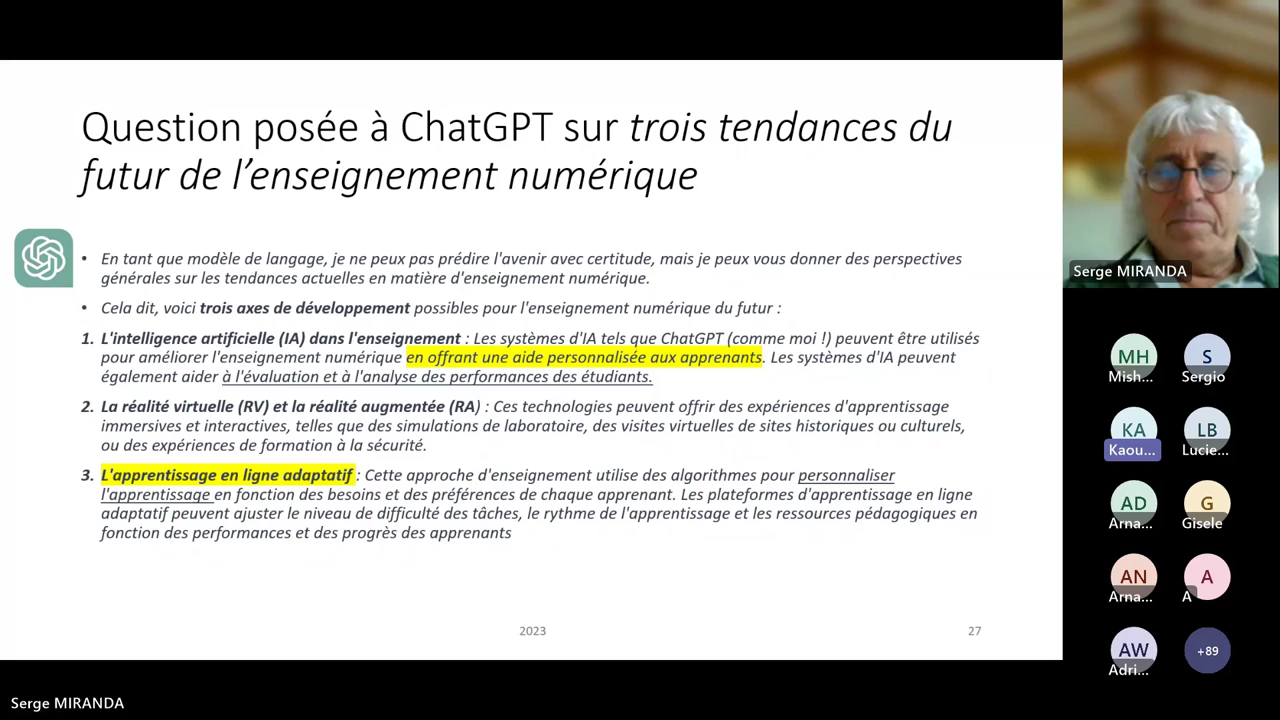 Question posée à ChatGPT sur trois tendances du
futur de l’enseignement numérique
• En tant que modèle de langage, je ne peux pas prédire l'avenir avec certitude, mais je peux vous donner des perspectives
générales sur les tendances actuelles en matière d'enseignement numérique.
• Cela dit, voici trois axes de développement possibles pour l'enseignement numérique du futur :
1. L'intelligence artificielle (IA) dans l'enseignement : Les systèmes d'IA tels que ChatGPT (comme moi !) peuvent être utilisés
pour améliorer l'enseignement numérique en offrant une aide personnalisée aux apprenants. Les systèmes d'IA peuvent
également aider à l'évaluation et à l'analyse des performances des étudiants.
2. La réalité virtuelle (RV) et la réalité augmentée (RA) : Ces technologies peuvent offrir des expériences d'apprentissage
immersives et interactives, telles que des simulations de laboratoire, des visites virtuelles de sites historiques ou culturels,
ou des expériences de formation à la sécurité.
3. L'apprentissage en ligne adaptatif : Cette approche d'enseignement utilise des algorithmes pour personnaliser
l'apprentissage en fonction des besoins et des préférences de chaque apprenant. Les plateformes d'apprentissage en ligne
adaptatif peuvent ajuster le niveau de difficulté des tâches, le rythme de l'apprentissage et les ressources pédagogiques en
fonction des performances et des progrès des apprenants
2023
27
Serge MIRANDA
Serge MIRANDA
MH
Mish...
S
Sergio
KA
Kaou...
LB
Lucie...
AD
Arna...
G
Gisele
AN
Arna...
A
A
AW
Adri...
+89